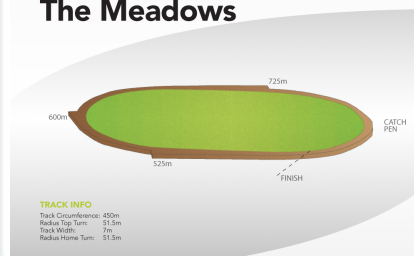 The Meadows
725m
600m
CATCH
PEN
525m
FINISH
TRACK INFO
Track Circumference: 450m
Radius Top Turn: 51.5m
Track Width: 7m
Radius Home Turn: 51.5m